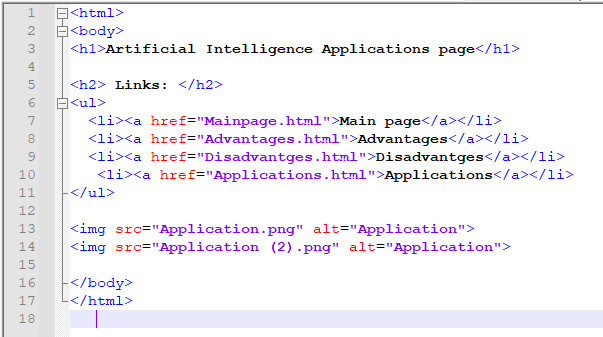 1 <html>
2 <body>
3 <h1>Artificial Intelligence Applications page</h1>
4
5 <h2> Links: </h2>
6 <ul>
7   <li><a href="Mainpage.html">Main page</a></li>
8   <li><a href="Advantages.html">Advantages</a></li>
9   <li><a href="Disadvantges.html">Disadvantges</a></li>
10    <li><a href="Applications.html">Applications</a></li>
11 </ul>
12
13 <img src="Application.png" alt="Application">
14 <img src="Application (2).png" alt="Application">
15
16 </body>
17 </html>
18